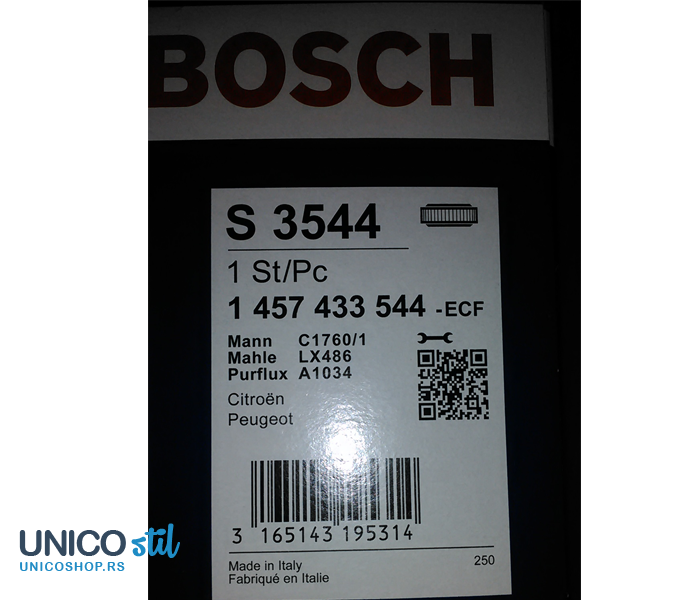 BOSCH
S 3544
1 St/Pc
1 457 433 544 -ECF
Mann C1760/1
Mahle LX486
Purflux A1034
Citroën
Peugeot
3 165143 195314
Made in Italy
Fabriqué en Italie
250
UNICO stil
UNICOSHOP.RS